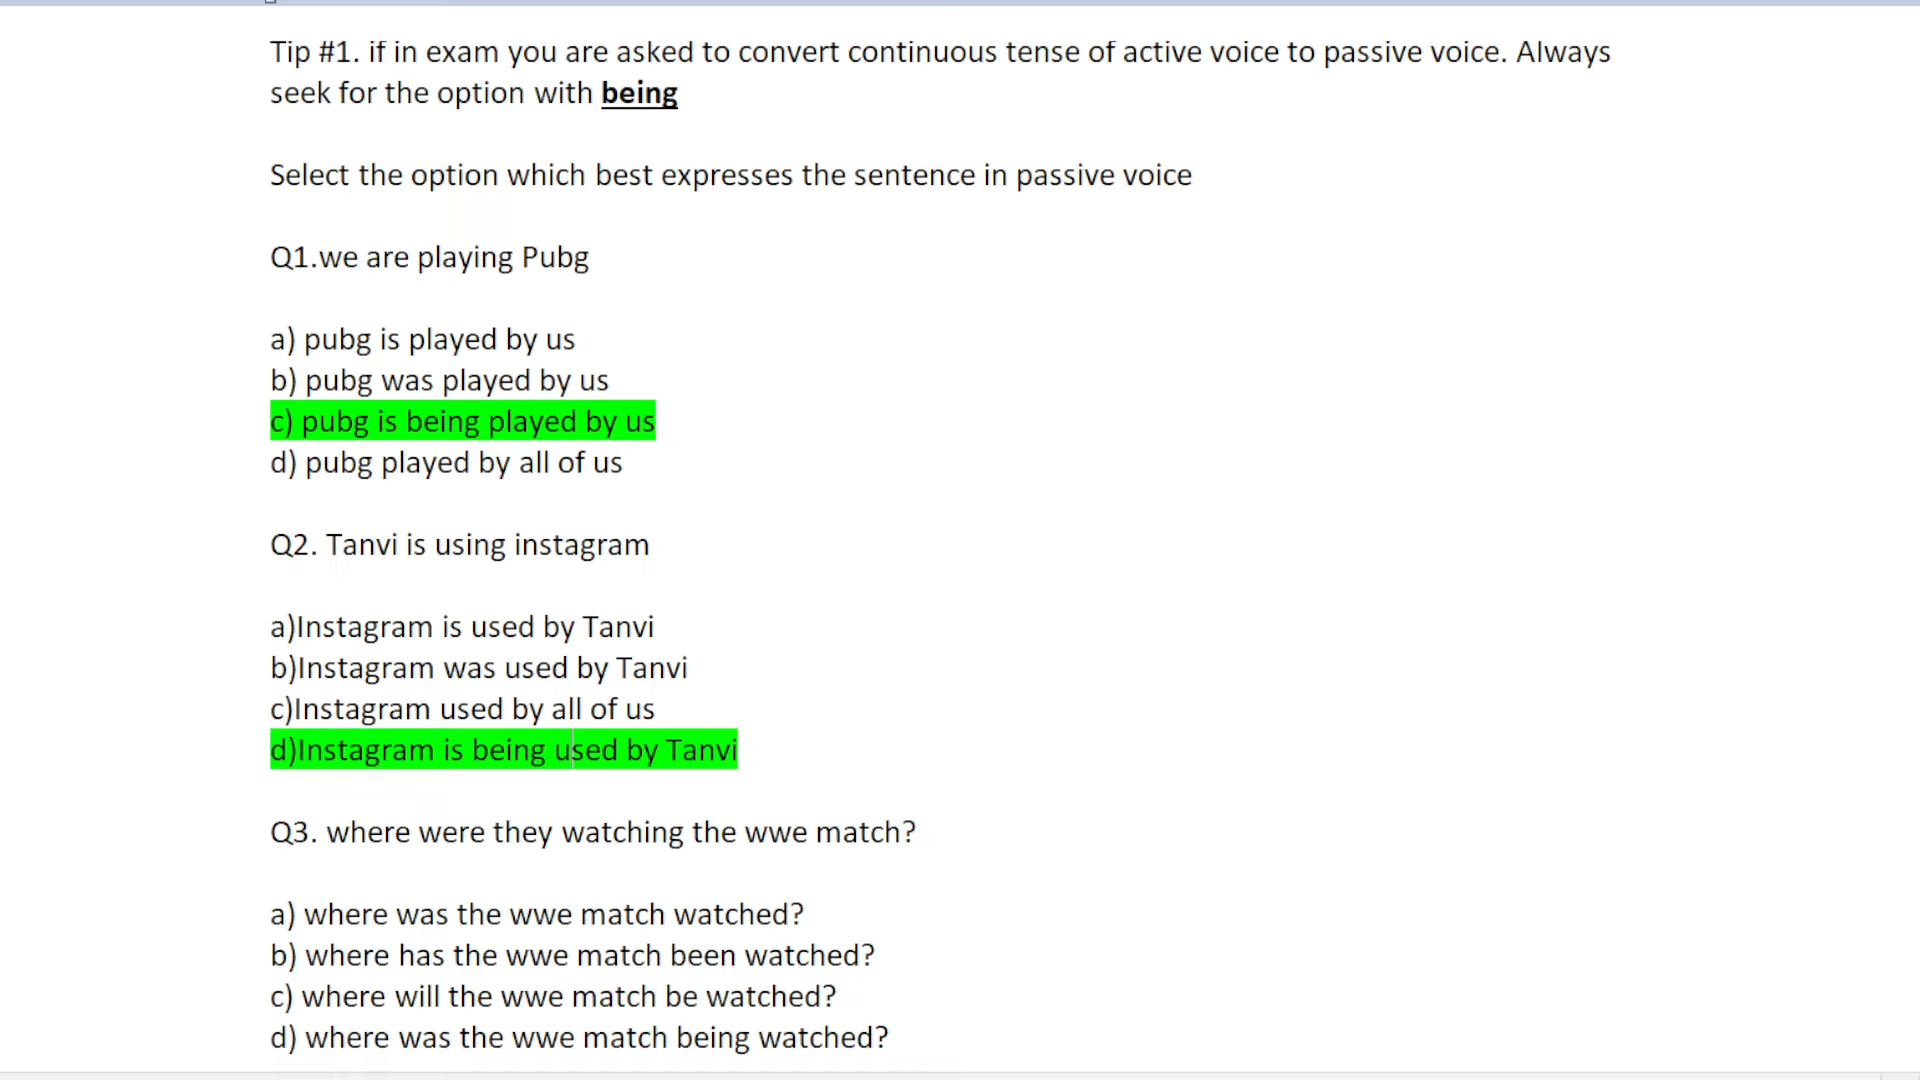 Tip #1. if in exam you are asked to convert continuous tense of active voice to passive voice. Always
seek for the option with being
Select the option which best expresses the sentence in passive voice
Q1.we are playing Pubg
a) pubg is played by us
b) pubg was played by us
c) pubg is being played by us
d) pubg played by all of us
Q2. Tanvi is using instagram
a)Instagram is used by Tanvi
b)Instagram was used by Tanvi
c)Instagram used by all of us
d)Instagram is being used by Tanvi
Q3. where were they watching the wwe match?
a) where was the wwe match watched?
b) where has the wwe match been watched?
c) where will the wwe match be watched?
d) where was the wwe match being watched?